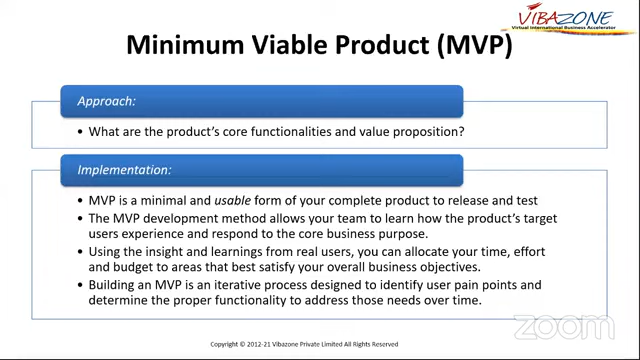 VIBAZONE
Virtual International Business Accelerator
Minimum Viable Product (MVP)
Approach:
• What are the product's core functionalities and value proposition?
Implementation:
• MVP is a minimal and usable form of your complete product to release and test
• The MVP development method allows your team to learn how the product's target
users experience and respond to the core business purpose.
• Using the insight and learnings from real users, you can allocate your time, effort
and budget to areas that best satisfy your overall business objectives.
• Building an MVP is an iterative process designed to identify user pain points and
determine the proper functionality to address those needs over time.
Copyright © 2012-21 Vibazone Private Limited All Rights Reserved
zoom